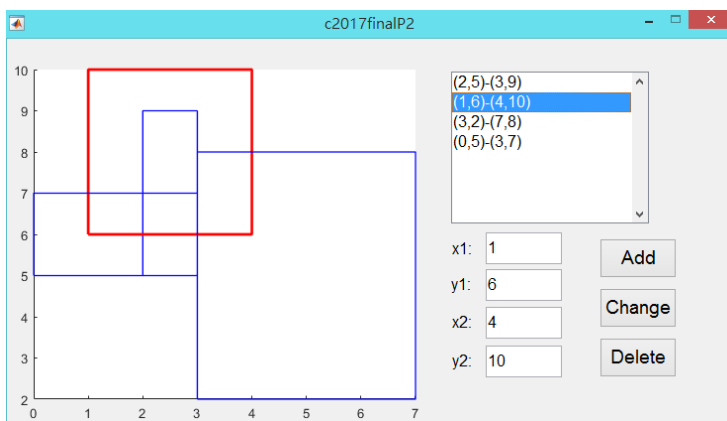 c2017finalP2
10
9
8
7
6
5
4
3
2
0 1 2 3 4 5 6 7
(2,5)-(3,9)
(1,6)-(4,10)
(3,2)-(7,8)
(0,5)-(3,7)
x1: 1
y1: 6
x2: 4
y2: 10
Add
Change
Delete